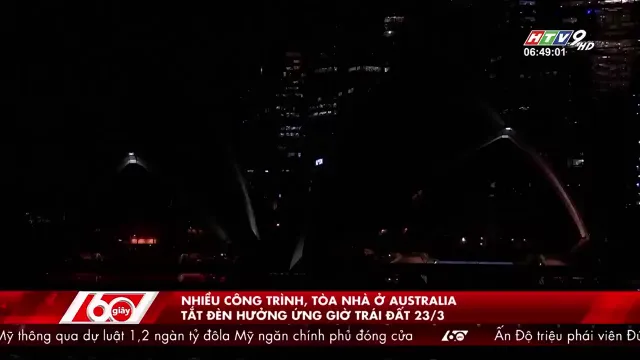 HTV9 HD
06:49:01
60 giây
NHIỀU CÔNG TRÌNH, TÒA NHÀ Ở AUSTRALIA
TẮT ĐÈN HƯỞNG ỨNG GIỜ TRÁI ĐẤT 23/3
Mỹ thông qua dự luật 1,2 ngàn tỷ đôla Mỹ ngăn chính phủ đóng cửa 60 Ấn Độ triệu phái viên Đ